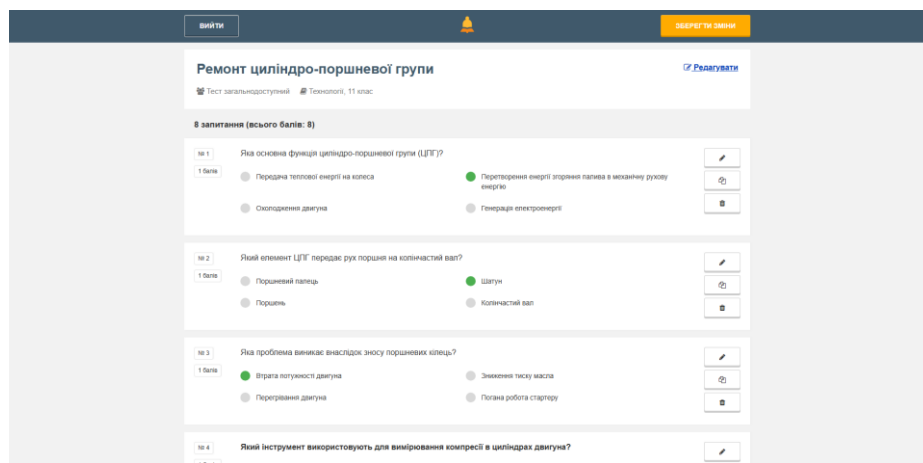 ВИЙТИ
ЗБЕРЕГТИ ЗМІНИ
Ремонт циліндро-поршневої групи
Редагувати
Тест загальнодоступний Технології, 11 клас
8 запитання (всього балів: 8)
№ 1
Яка основна функція циліндро-поршневої групи (ЦПГ)?
1 балів
Передача теплової енергії на колеса
Перетворення енергії згоряння палива в механічну рухову
енергію
Охолодження двигуна
Генерація електроенергії
№ 2
Який елемент ЦПГ передає рух поршня на колінчастий вал?
1 балів
Поршневий палець
Шатун
Поршень
Колінчастий вал
№ 3
Яка проблема виникає внаслідок зносу поршневих кілець?
1 балів
Втрата потужності двигуна
Зниження тиску масла
Перегрівання двигуна
Погана робота стартеру
№ 4
Який інструмент використовують для вимірювання компресії в циліндрах двигуна?